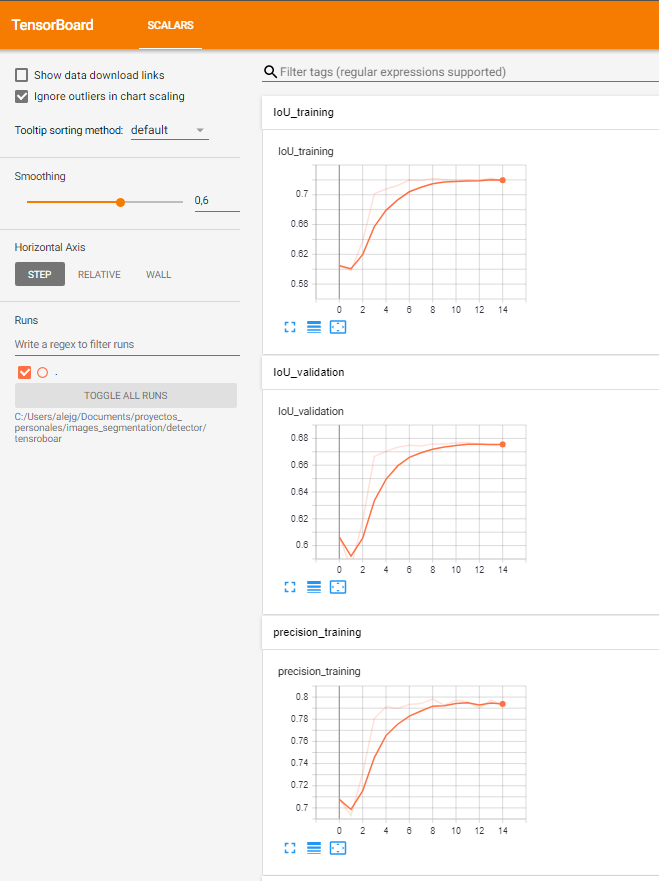 TensorBoard
SCALARS
Show data download links
Ignore outliers in chart scaling
Tooltip sorting method: default
Smoothing
0,6
Horizontal Axis
STEP
RELATIVE
WALL
Runs
Write a regex to filter runs
.
TOGGLE ALL RUNS
C:/Users/alejg/Documents/proyectos_
personales/images_segmentation/detector/
tensroboar
Filter tags (regular expressions supported)
IoU_training
IoU_training
0.7
0.66
0.62
0.58
0 2 4 6 8 10 12 14
IoU_validation
IoU_validation
0.68
0.66
0.64
0.62
0.6
0 2 4 6 8 10 12 14
precision_training
precision_training
0.8
0.78
0.76
0.74
0.72
0.7
0 2 4 6 8 10 12 14